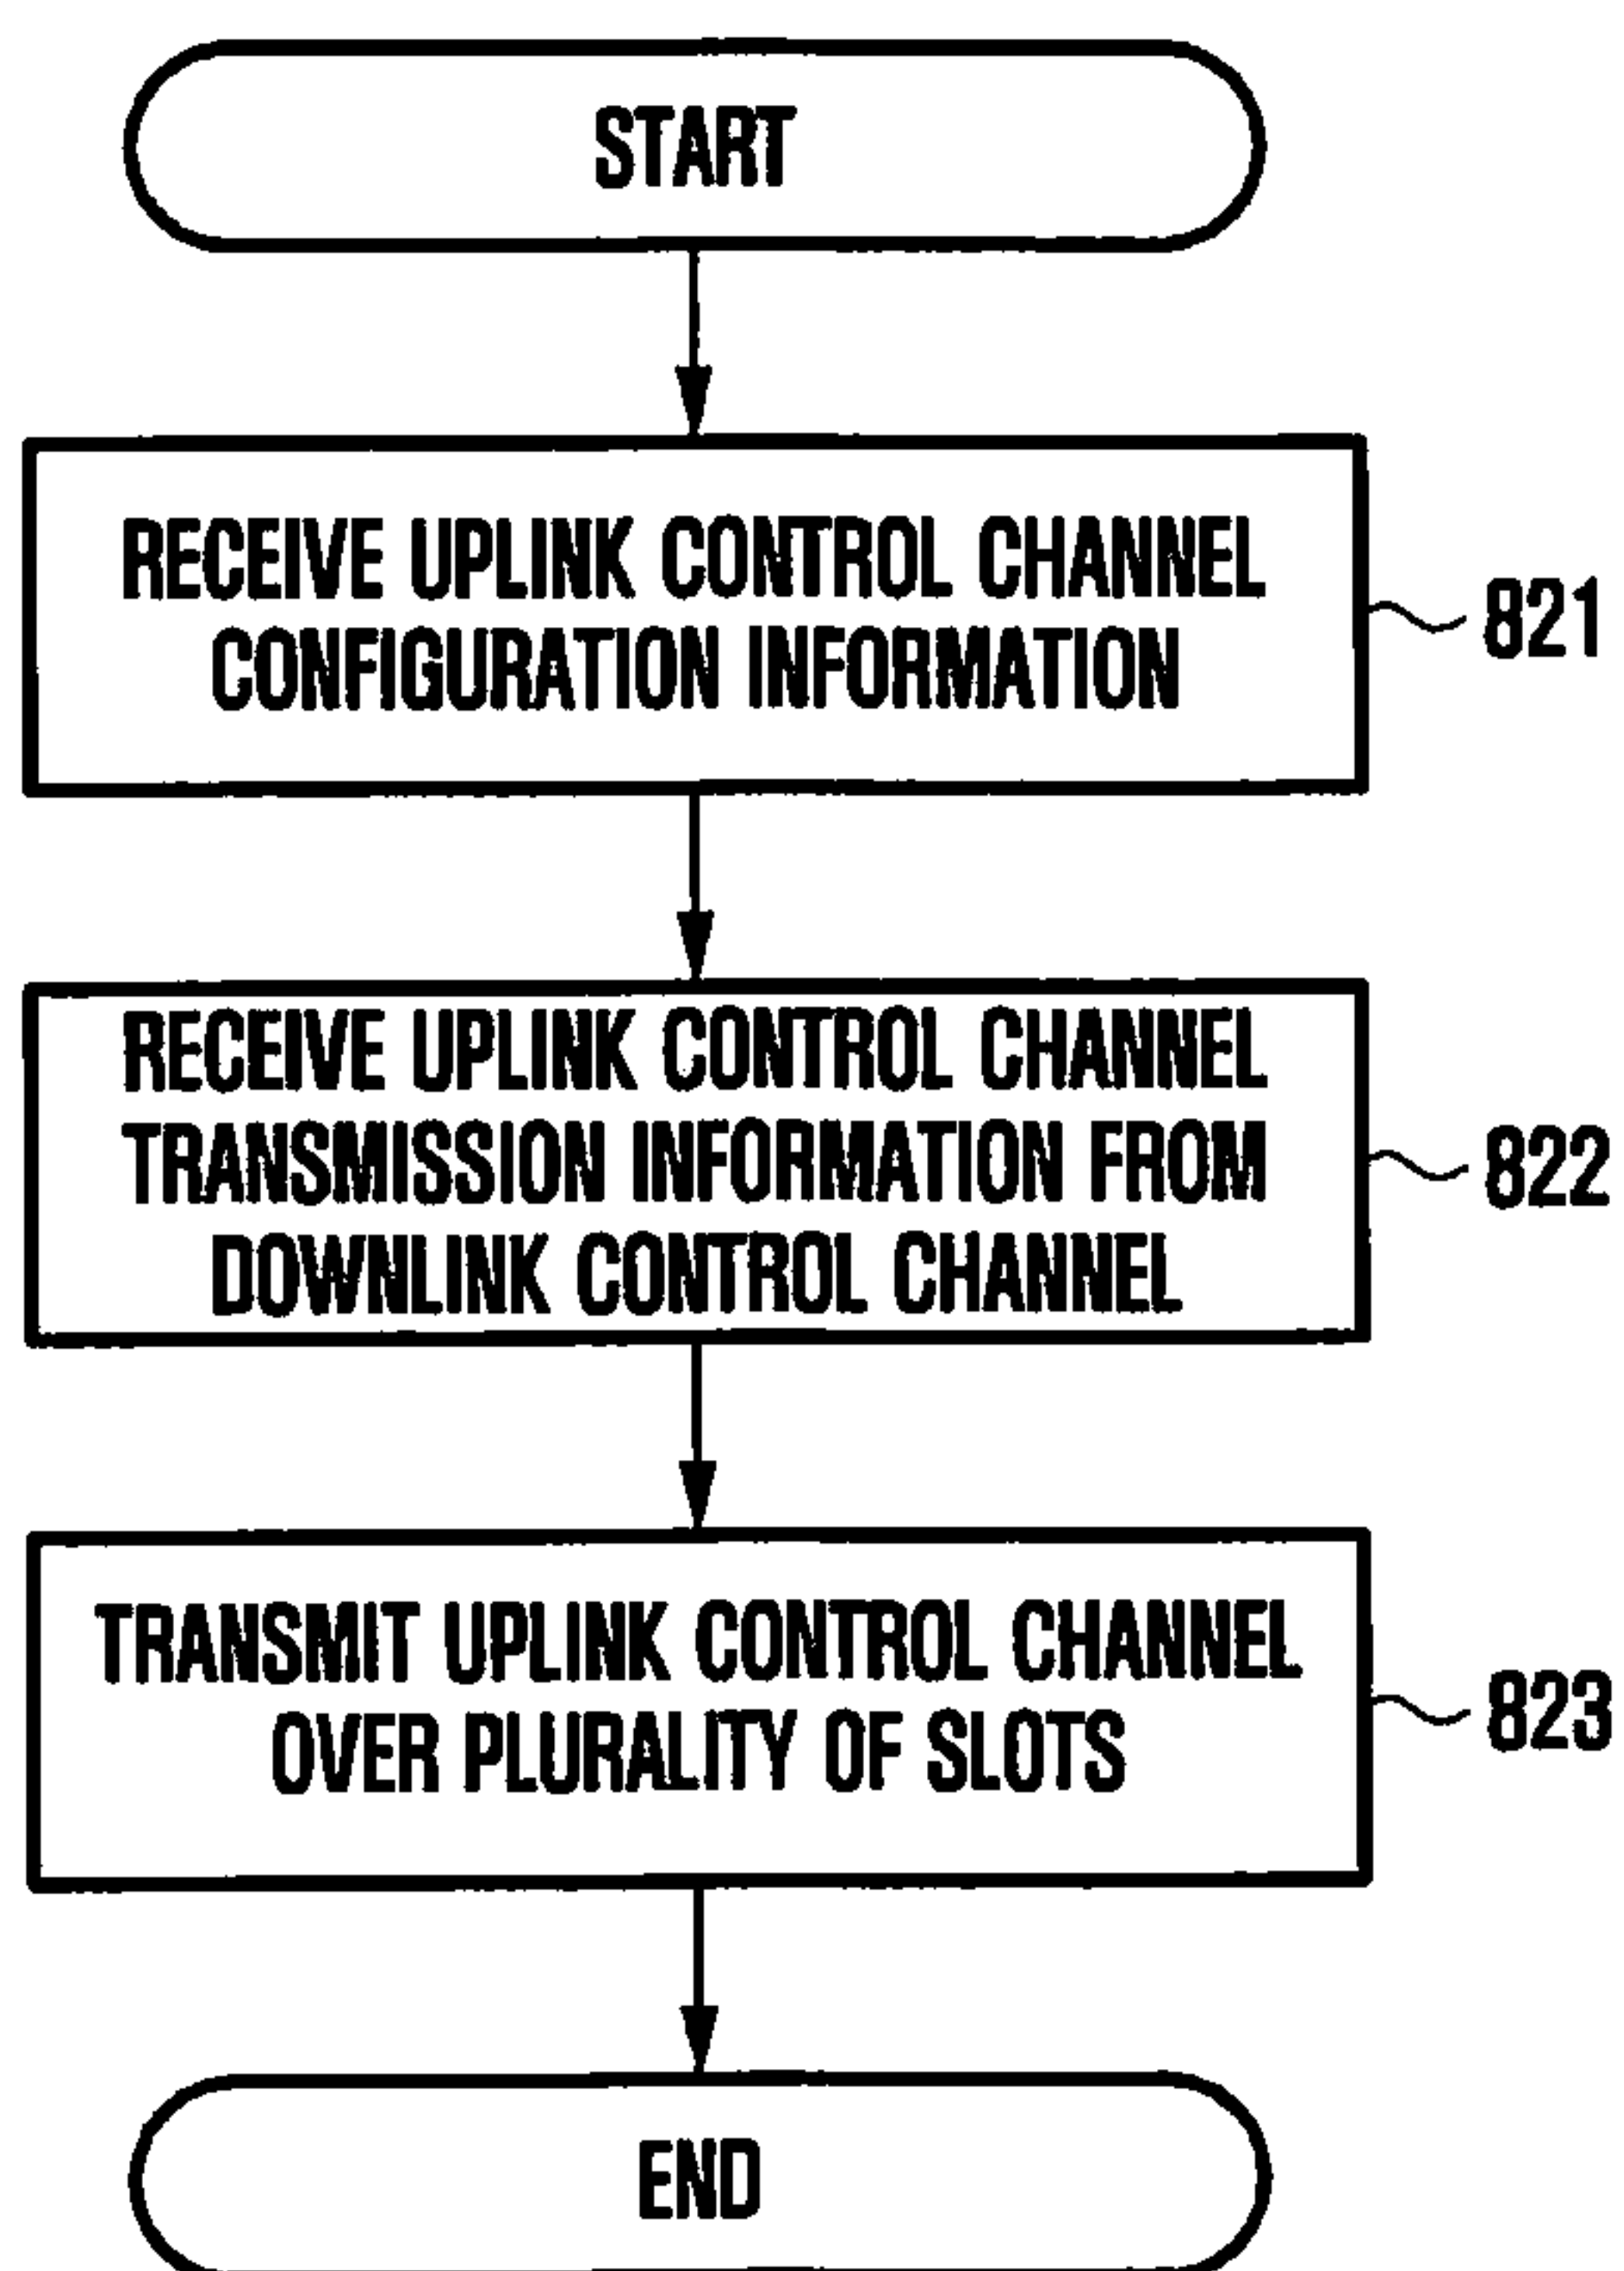 START
RECEIVE UPLINK CONTROL CHANNEL
CONFIGURATION INFORMATION
821
RECEIVE UPLINK CONTROL CHANNEL
TRANSMISSION INFORMATION FROM
DOWNLINK CONTROL CHANNEL
822
TRANSMIT UPLINK CONTROL CHANNEL
OVER PLURALITY OF SLOTS
823
END